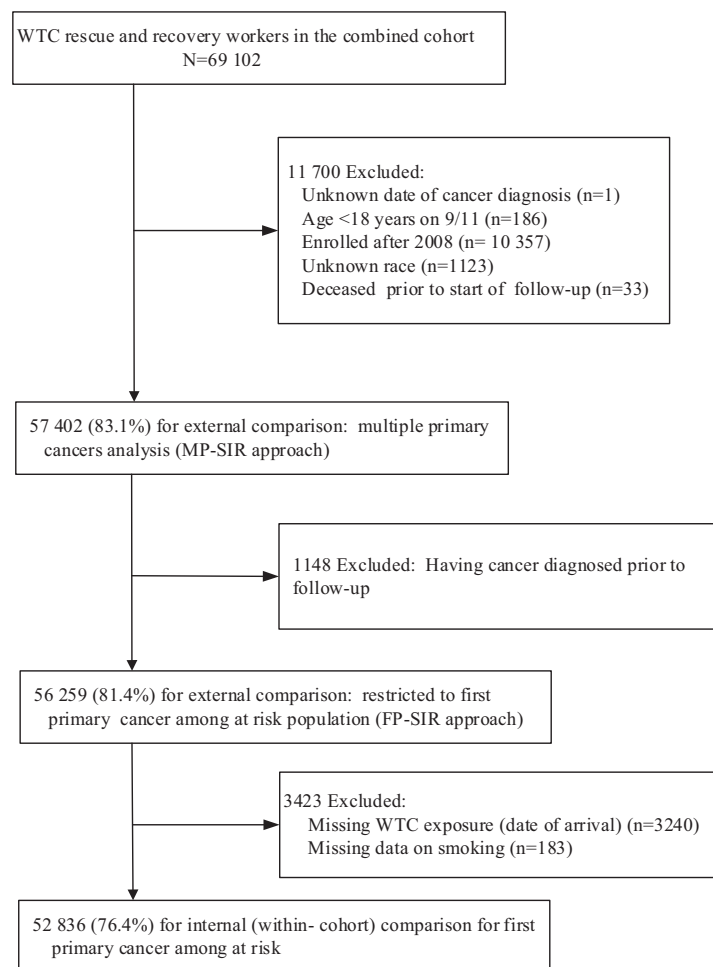 WTC rescue and recovery workers in the combined cohort
N=69 102
11 700 Excluded:
Unknown date of cancer diagnosis (n=1)
Age <18 years on 9/11 (n=186)
Enrolled after 2008 (n= 10 357)
Unknown race (n=1123)
Deceased prior to start of follow-up (n=33)
57 402 (83.1%) for external comparison: multiple primary
cancers analysis (MP-SIR approach)
1148 Excluded: Having cancer diagnosed prior to
follow-up
56 259 (81.4%) for external comparison: restricted to first
primary cancer among at risk population (FP-SIR approach)
3423 Excluded:
Missing WTC exposure (date of arrival) (n=3240)
Missing data on smoking (n=183)
52 836 (76.4%) for internal (within- cohort) comparison for first
primary cancer among at risk